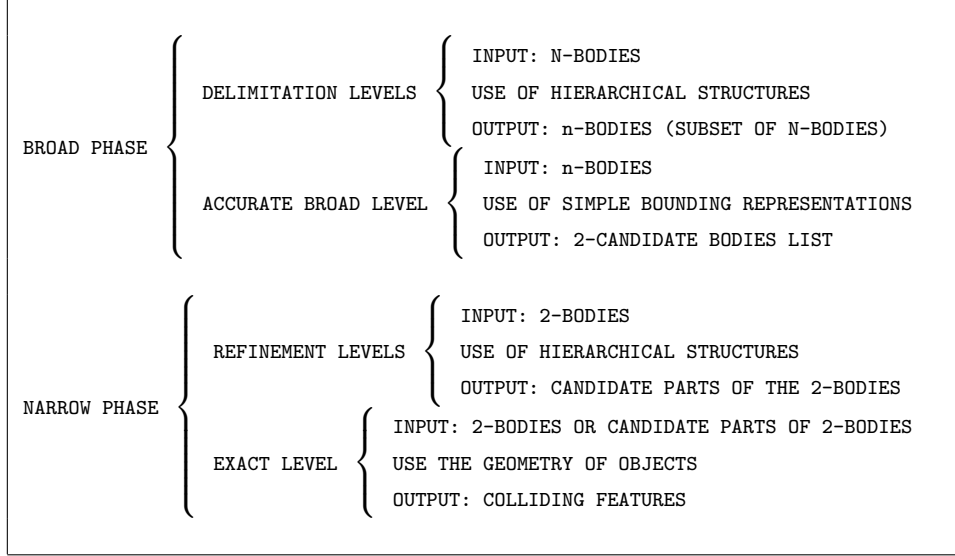 INPUT: N-BODIES
DELIMITATION LEVELS
USE OF HIERARCHICAL STRUCTURES
OUTPUT: n-BODIES (SUBSET OF N-BODIES)
BROAD PHASE
INPUT: n-BODIES
ACCURATE BROAD LEVEL
USE OF SIMPLE BOUNDING REPRESENTATIONS
OUTPUT: 2-CANDIDATE BODIES LIST
INPUT: 2-BODIES
REFINEMENT LEVELS
USE OF HIERARCHICAL STRUCTURES
OUTPUT: CANDIDATE PARTS OF THE 2-BODIES
NARROW PHASE
INPUT: 2-BODIES OR CANDIDATE PARTS OF 2-BODIES
EXACT LEVEL
USE THE GEOMETRY OF OBJECTS
OUTPUT: COLLIDING FEATURES